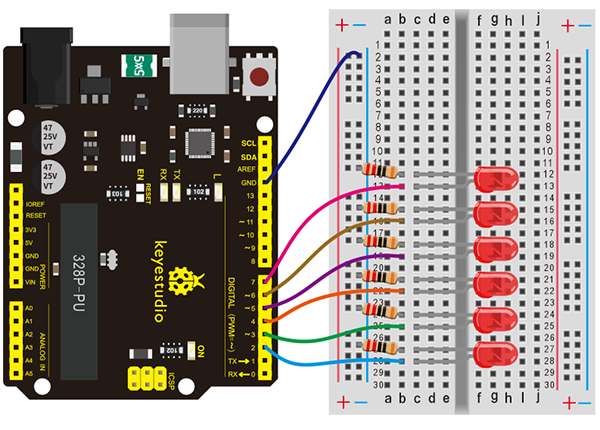 5x5
220
47
25V
VT
47
25V
VT
103
EN
RESET
RX
TX
L
102
SCL
SDA
AREF
GND
13
12
~ 11
~ 10
~ 9
8
IOREF
RESET
3V3
5V
GND
GND
VIN
POWER
328P-PU
keyestudio
DIGITAL (PWM=~)
7
~ 6
~ 5
4
~ 3
2
TX→1
RX←0
A0
A1
A2
A3
A4
A5
ANALOG IN
102
ON
ICSP
+ −
a b c d e
f g h i j
+ −
1 2 3 4 5 6 7 8 9 10 11 12 13 14 15 16 17 18 19 20 21 22 23 24 25 26 27 28 29 30
1 2 3 4 5 6 7 8 9 10 11 12 13 14 15 16 17 18 19 20 21 22 23 24 25 26 27 28 29 30
+ −
a b c d e
f g h i j
+ −